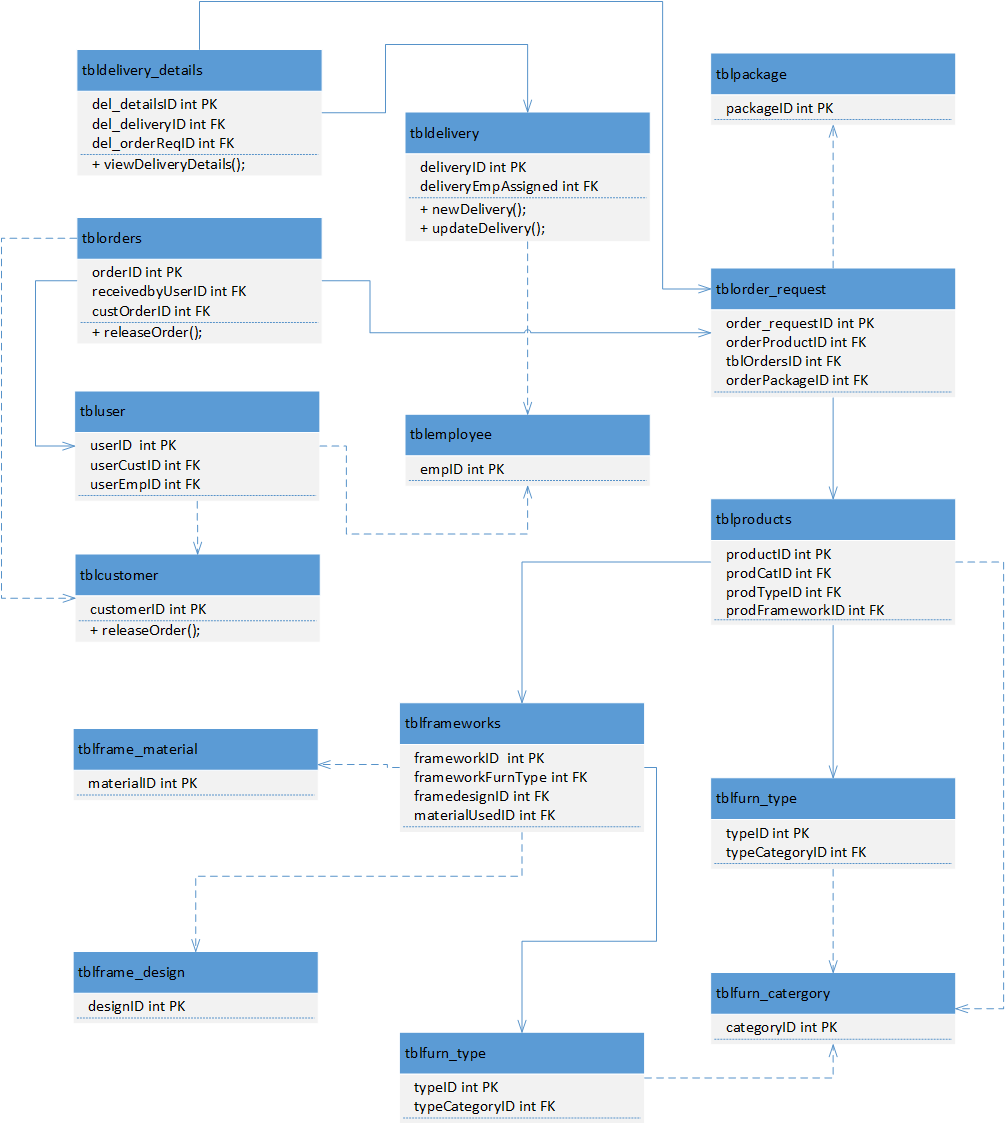 tbldelivery_details
del_detailsID int PK
del_deliveryID int FK
del_orderReqID int FK
+ viewDeliveryDetails();
tbldelivery
deliveryID int PK
deliveryEmpAssigned int FK
+ newDelivery();
+ updateDelivery();
tblpackage
packageID int PK
tblorders
orderID int PK
receivedbyUserID int FK
custOrderID int FK
+ releaseOrder();
tblorder_request
order_requestID int PK
orderProductID int FK
tblOrdersID int FK
orderPackageID int FK
tbluser
userID  int PK
userCustID int FK
userEmpID int FK
tblemployee
empID int PK
tblcustomer
customerID int PK
+ releaseOrder();
tblproducts
productID int PK
prodCatID int FK
prodTypeID int FK
prodFrameworkID int FK
tblframe_material
materialID int PK
tblframeworks
frameworkID  int PK
frameworkFurnType int FK
framedesignID int FK
materialUsedID int FK
tblfurn_type
typeID int PK
typeCategoryID int FK
tblframe_design
designID int PK
tblfurn_catergory
categoryID int PK
tblfurn_type
typeID int PK
typeCategoryID int FK